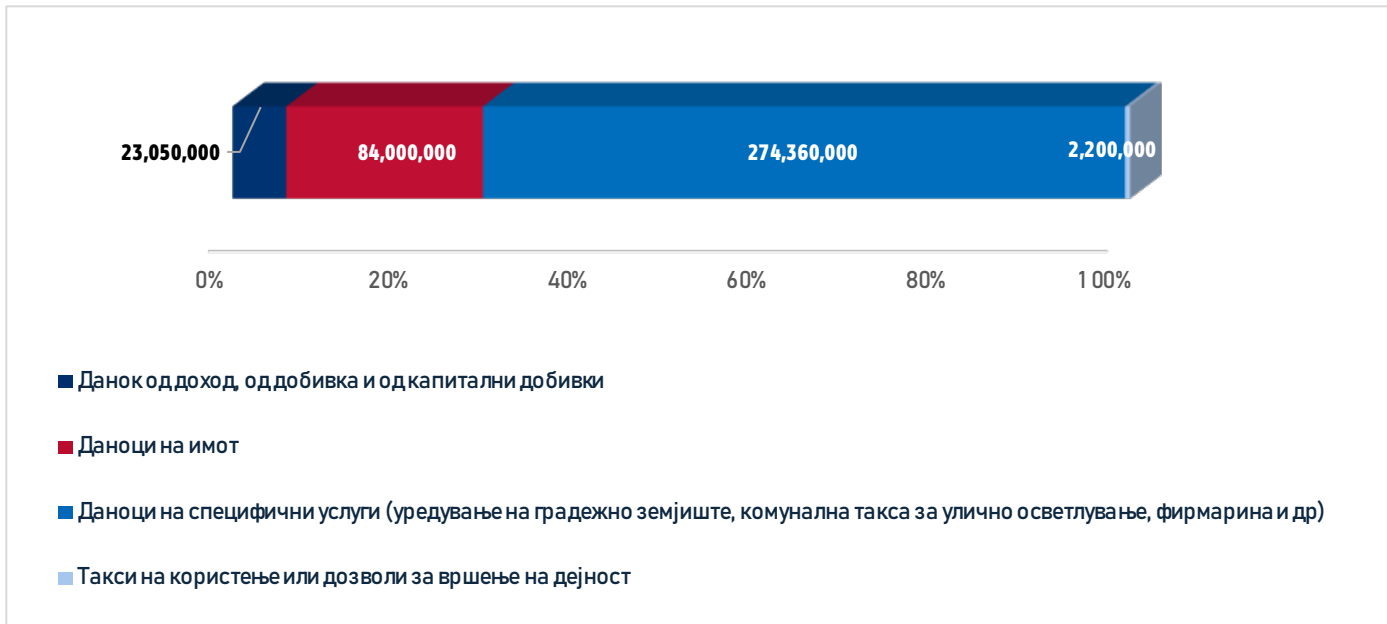 23,050,000 84,000,000 274,360,000 2,200,000
0% 20% 40% 60% 80% 100%
Данок од доход, од добивка и од капитални добивки
Даноци на имот
Даноци на специфични услуги (уредување на градежно земјиште, комунална такса за улично осветлување, фирмарина и др)
Такси на користење или дозволи за вршење на дејност